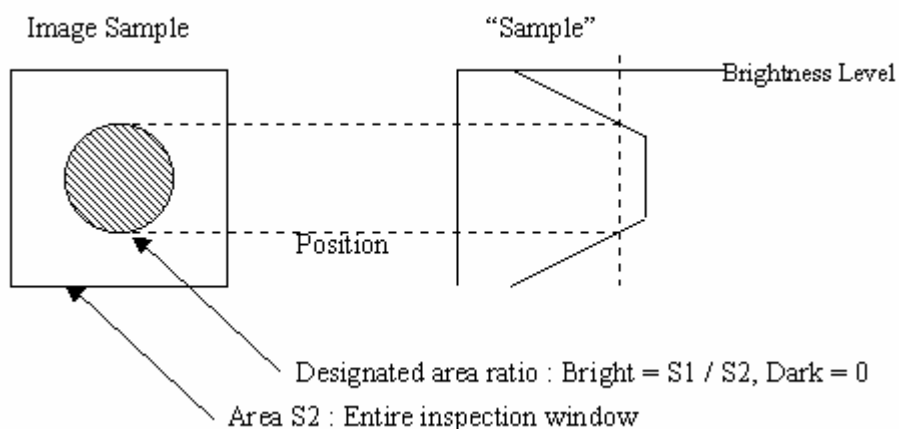 Image Sample
“Sample”
Brightness Level
Position
Designated area ratio : Bright = S1 / S2, Dark = 0
Area S2 : Entire inspection window